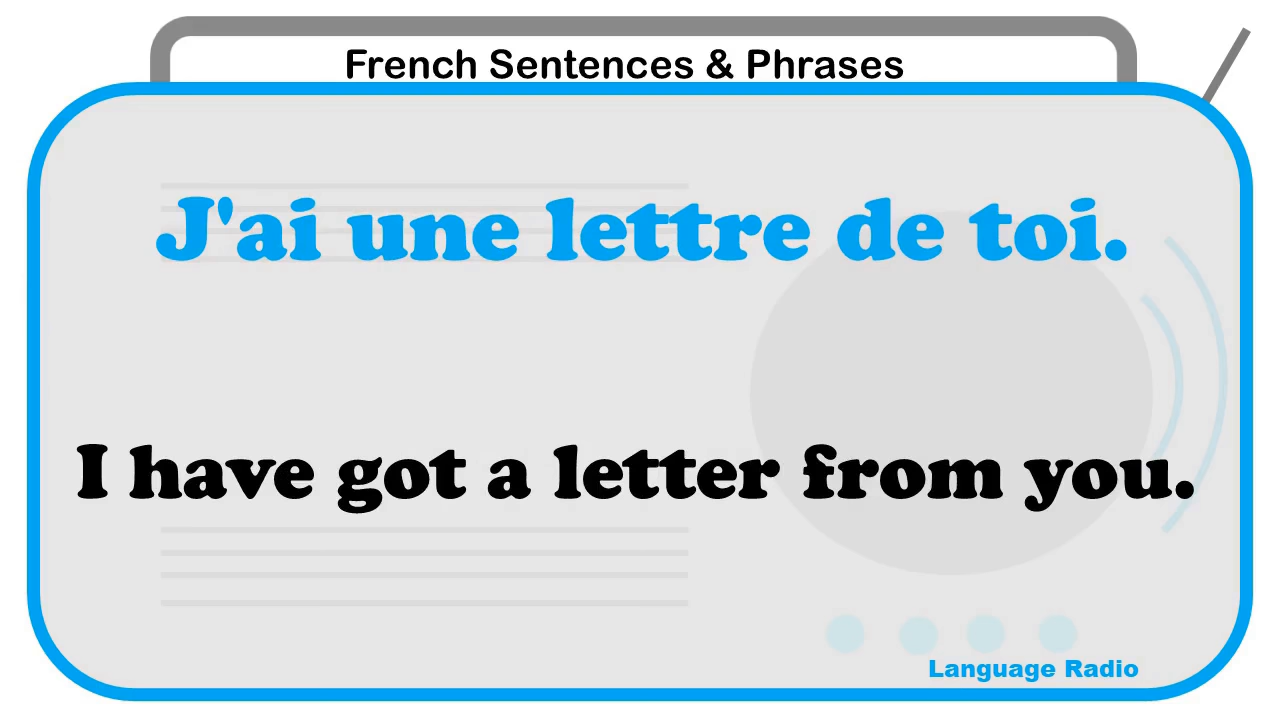 French Sentences & Phrases
J'ai une lettre de toi.
I have got a letter from you.
Language Radio